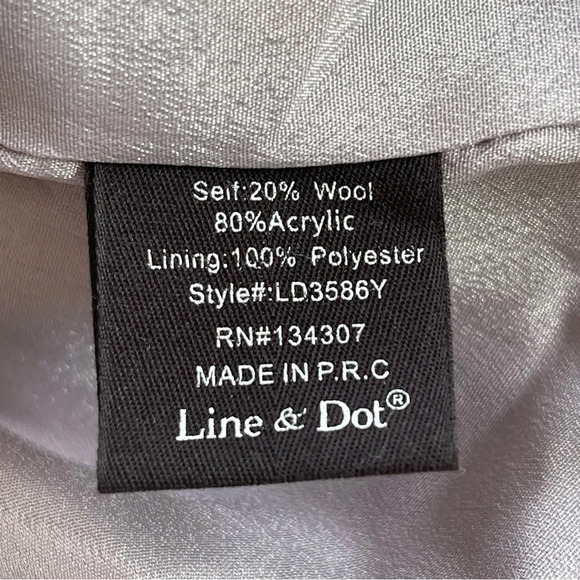 Self:20% Wool
80%Acrylic
Lining:100% Polyester
Style#:LD3586Y
RN#134307
MADE IN P.R.C
Line & Dot®